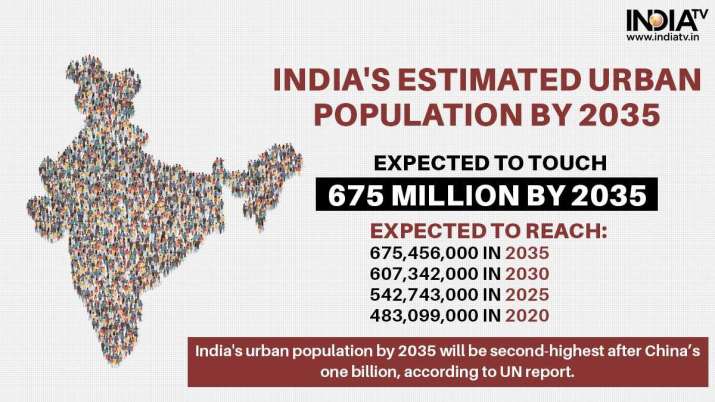 INDIA TV
www.indiatv.in
INDIA'S ESTIMATED URBAN
POPULATION BY 2035
EXPECTED TO TOUCH
675 MILLION BY 2035
EXPECTED TO REACH:
675,456,000 IN 2035
607,342,000 IN 2030
542,743,000 IN 2025
483,099,000 IN 2020
India's urban population by 2035 will be second-highest after China’s
one billion, according to UN report.